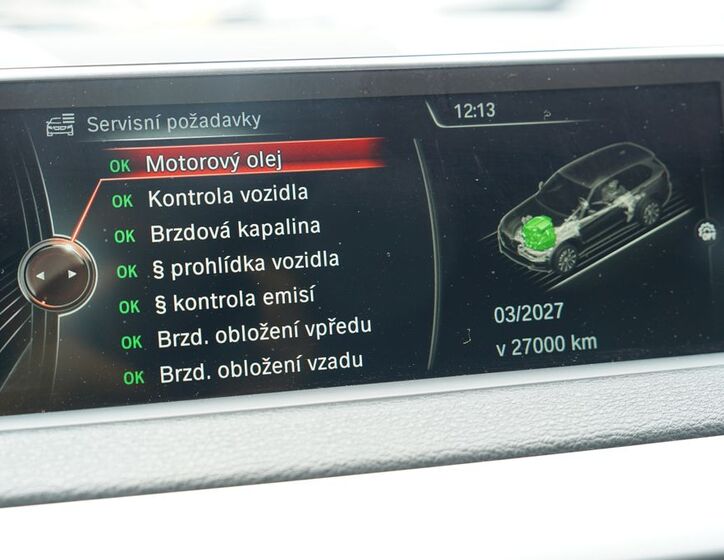 Servisní požadavky
12:13
OK Motorový olej
OK Kontrola vozidla
OK Brzdová kapalina
OK § prohlídka vozidla
OK § kontrola emisí
OK Brzd. obložení vpředu
OK Brzd. obložení vzadu
03/2027
v 27000 km